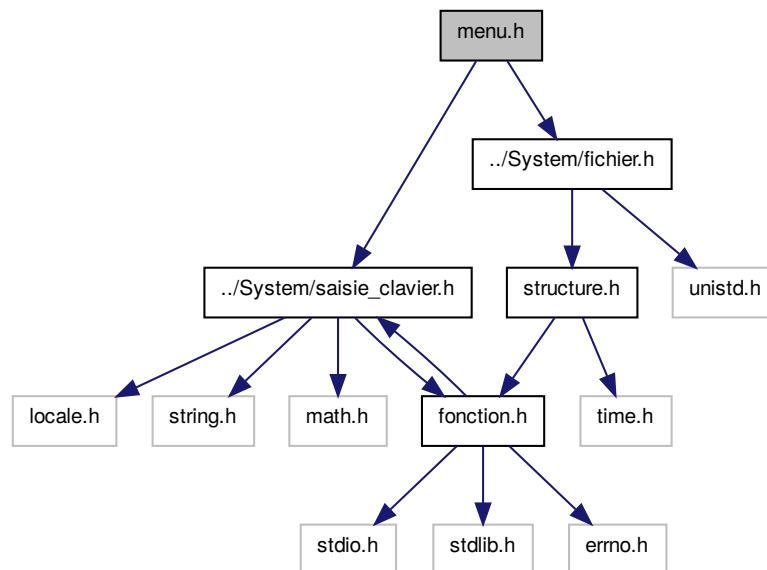 menu.h
../System/fichier.h
../System/saisie_clavier.h
structure.h
unistd.h
locale.h
string.h
math.h
fonction.h
time.h
stdio.h
stdlib.h
errno.h